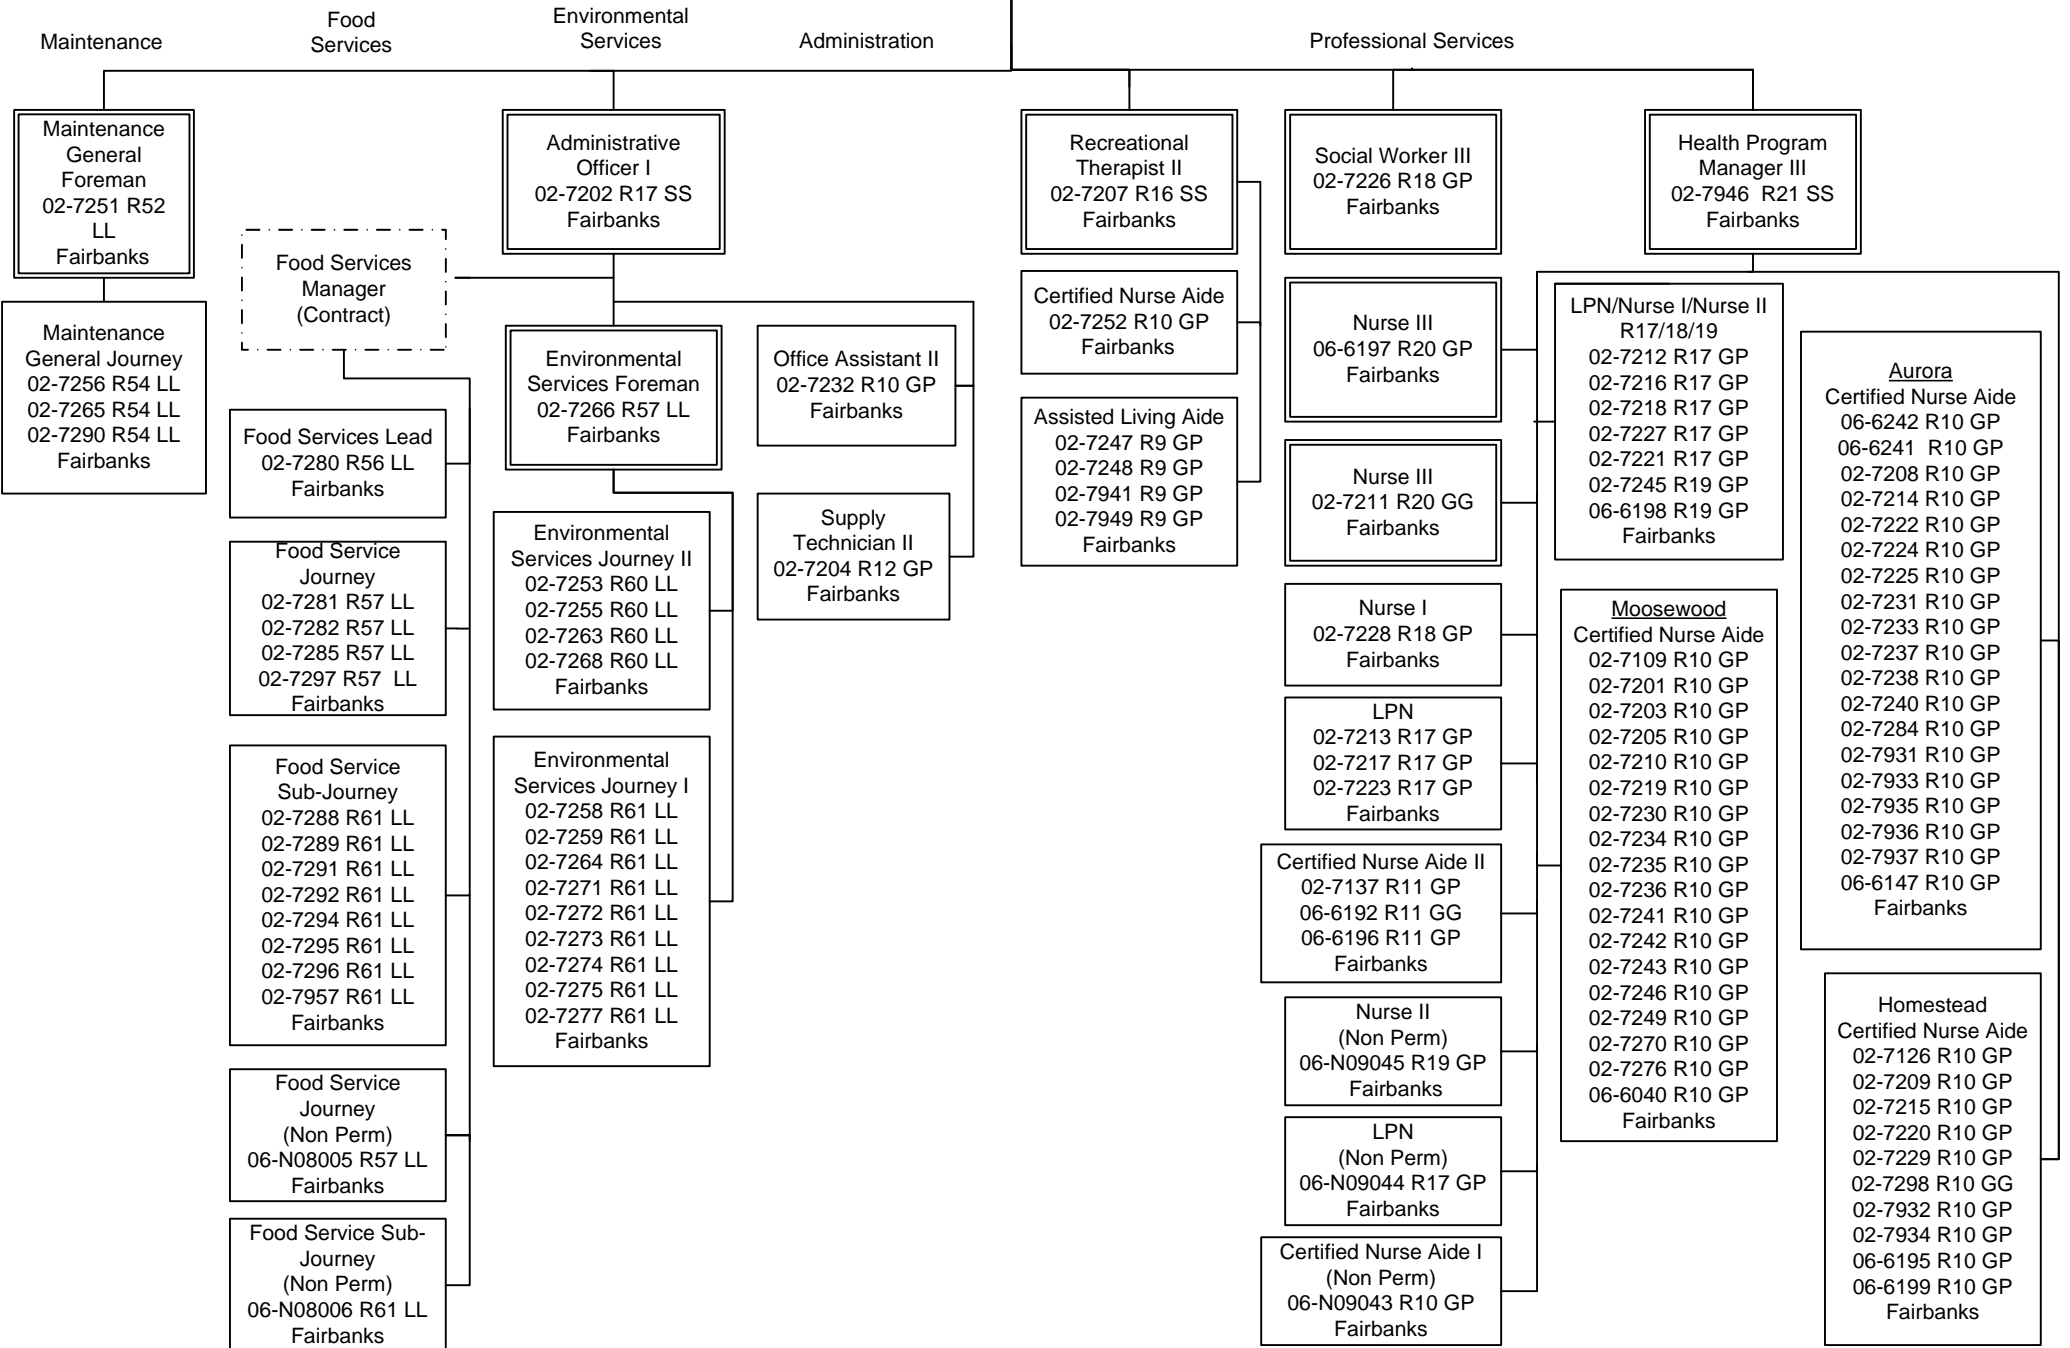 Maintenance
Food
Services
Environmental
Services
Administration
Professional Services
Maintenance
General
Foreman
02-7251 R52
LL
Fairbanks
Maintenance
General Journey
02-7256 R54 LL
02-7265 R54 LL
02-7290 R54 LL
Fairbanks
Food Services
Manager
(Contract)
Food Services Lead
02-7280 R56 LL
Fairbanks
Food Service
Journey
02-7281 R57 LL
02-7282 R57 LL
02-7285 R57 LL
02-7297 R57  LL
Fairbanks
Food Service
Sub-Journey
02-7288 R61 LL
02-7289 R61 LL
02-7291 R61 LL
02-7292 R61 LL
02-7294 R61 LL
02-7295 R61 LL
02-7296 R61 LL
02-7957 R61 LL
Fairbanks
Food Service
Journey
(Non Perm)
06-N08005 R57 LL
Fairbanks
Food Service Sub-
Journey
(Non Perm)
06-N08006 R61 LL
Fairbanks
Administrative
Officer I
02-7202 R17 SS
Fairbanks
Environmental
Services Foreman
02-7266 R57 LL
Fairbanks
Environmental
Services Journey II
02-7253 R60 LL
02-7255 R60 LL
02-7263 R60 LL
02-7268 R60 LL
Fairbanks
Environmental
Services Journey I
02-7258 R61 LL
02-7259 R61 LL
02-7264 R61 LL
02-7271 R61 LL
02-7272 R61 LL
02-7273 R61 LL
02-7274 R61 LL
02-7275 R61 LL
02-7277 R61 LL
Fairbanks
Office Assistant II
02-7232 R10 GP
Fairbanks
Supply
Technician II
02-7204 R12 GP
Fairbanks
Recreational
Therapist II
02-7207 R16 SS
Fairbanks
Certified Nurse Aide
02-7252 R10 GP
Fairbanks
Assisted Living Aide
02-7247 R9 GP
02-7248 R9 GP
02-7941 R9 GP
02-7949 R9 GP
Fairbanks
Social Worker III
02-7226 R18 GP
Fairbanks
Nurse III
06-6197 R20 GP
Fairbanks
Nurse III
02-7211 R20 GG
Fairbanks
Nurse I
02-7228 R18 GP
Fairbanks
LPN
02-7213 R17 GP
02-7217 R17 GP
02-7223 R17 GP
Fairbanks
Certified Nurse Aide II
02-7137 R11 GP
06-6192 R11 GG
06-6196 R11 GP
Fairbanks
Nurse II
(Non Perm)
06-N09045 R19 GP
Fairbanks
LPN
(Non Perm)
06-N09044 R17 GP
Fairbanks
Certified Nurse Aide I
(Non Perm)
06-N09043 R10 GP
Fairbanks
Health Program
Manager III
02-7946  R21 SS
Fairbanks
LPN/Nurse I/Nurse II
R17/18/19
02-7212 R17 GP
02-7216 R17 GP
02-7218 R17 GP
02-7227 R17 GP
02-7221 R17 GP
02-7245 R19 GP
06-6198 R19 GP
Fairbanks
Moosewood
Certified Nurse Aide
02-7109 R10 GP
02-7201 R10 GP
02-7203 R10 GP
02-7205 R10 GP
02-7210 R10 GP
02-7219 R10 GP
02-7230 R10 GP
02-7234 R10 GP
02-7235 R10 GP
02-7236 R10 GP
02-7241 R10 GP
02-7242 R10 GP
02-7243 R10 GP
02-7246 R10 GP
02-7249 R10 GP
02-7270 R10 GP
02-7276 R10 GP
06-6040 R10 GP
Fairbanks
Aurora
Certified Nurse Aide
06-6242 R10 GP
06-6241  R10 GP
02-7208 R10 GP
02-7214 R10 GP
02-7222 R10 GP
02-7224 R10 GP
02-7225 R10 GP
02-7231 R10 GP
02-7233 R10 GP
02-7237 R10 GP
02-7238 R10 GP
02-7240 R10 GP
02-7284 R10 GP
02-7931 R10 GP
02-7933 R10 GP
02-7935 R10 GP
02-7936 R10 GP
02-7937 R10 GP
06-6147 R10 GP
Fairbanks
Homestead
Certified Nurse Aide
02-7126 R10 GP
02-7209 R10 GP
02-7215 R10 GP
02-7220 R10 GP
02-7229 R10 GP
02-7298 R10 GG
02-7932 R10 GP
02-7934 R10 GP
06-6195 R10 GP
06-6199 R10 GP
Fairbanks